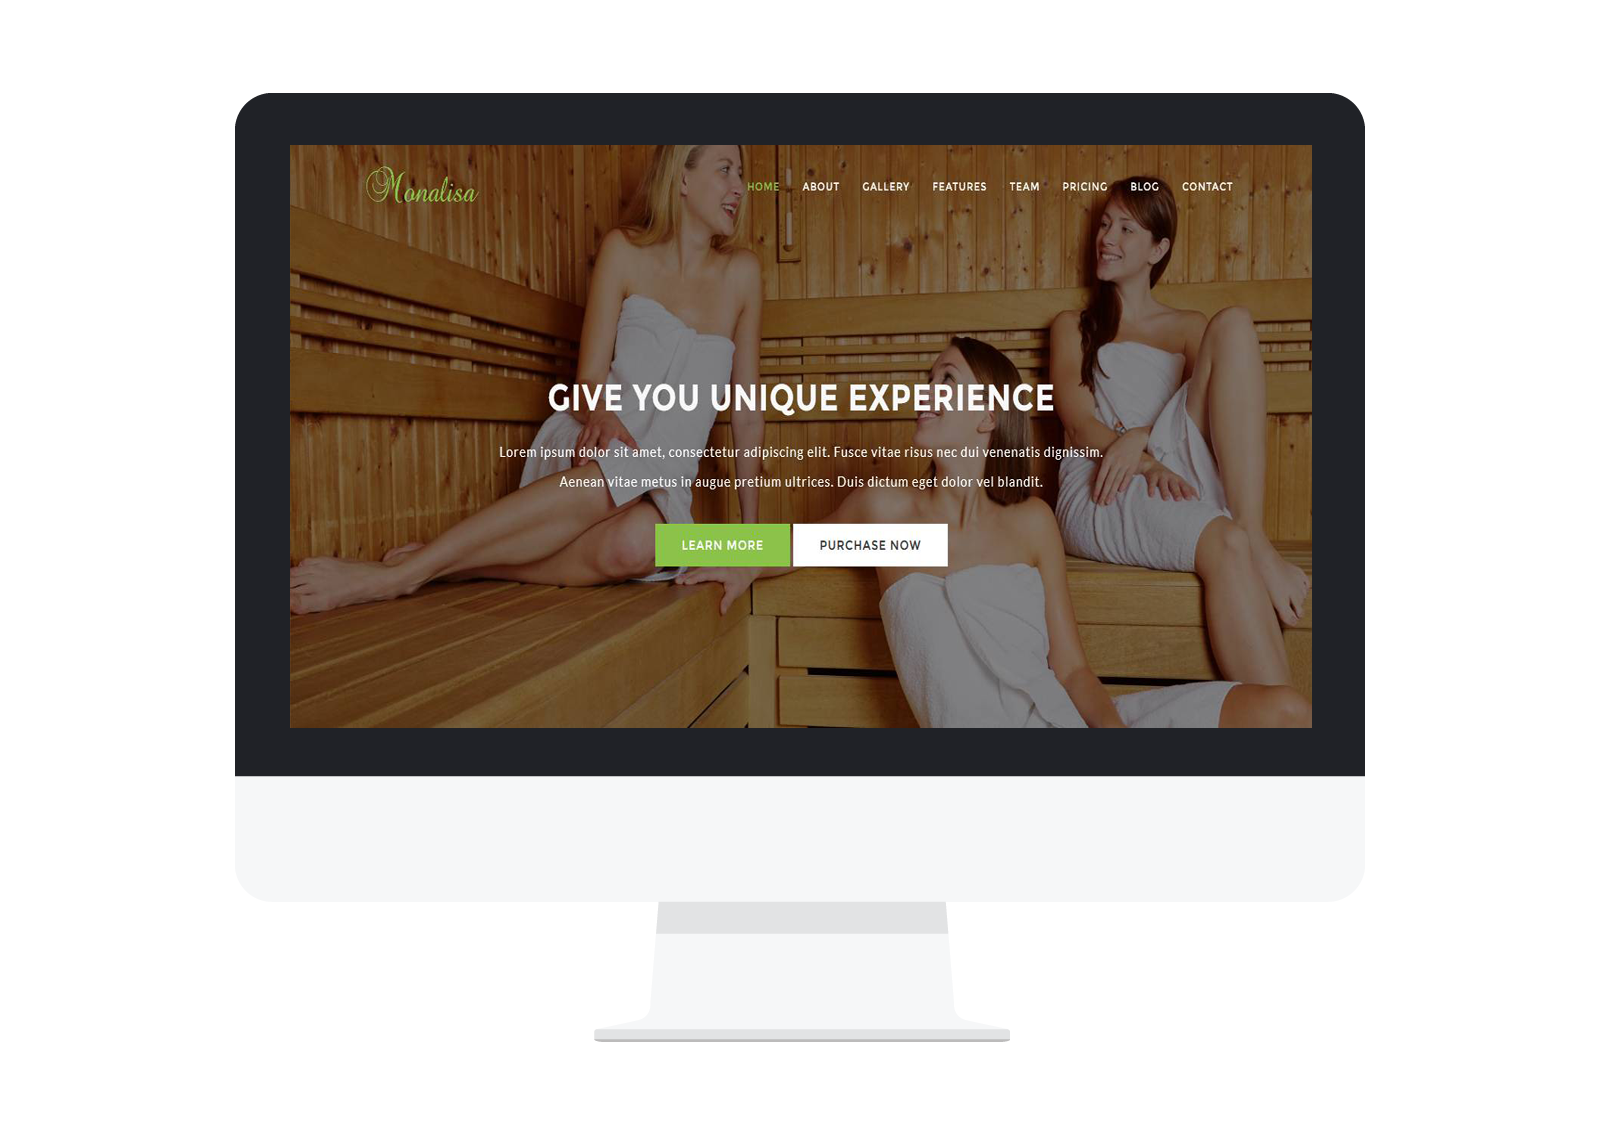 Monalisa
HOME ABOUT GALLERY FEATURES TEAM PRICING BLOG CONTACT
GIVE YOU UNIQUE EXPERIENCE
Lorem ipsum dolor sit amet, consectetur adipiscing elit. Fusce vitae risus nec dui venenatis dignissim.
Aenean vitae metus in augue pretium ultrices. Duis dictum eget dolor vel blandit.
LEARN MORE PURCHASE NOW